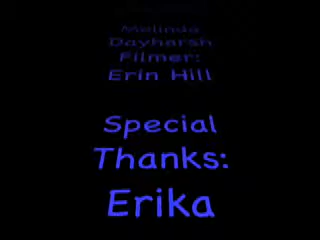 Melinda
Dayharsh
Filmer:
Erin Hill
Special
Thanks:
Erika